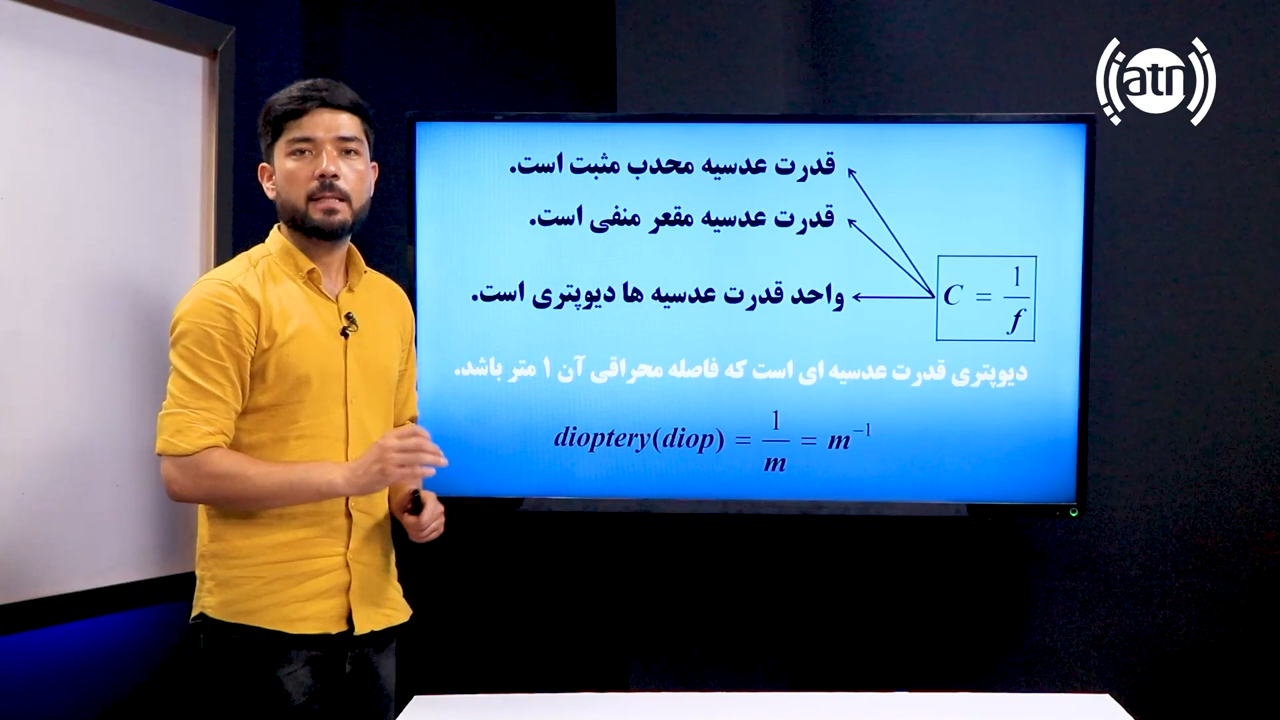 atn
قدرت عدسیه محدب مثبت است.
قدرت عدسیه مقعر منفی است.
واحد قدرت عدسیه ها دیوپتری است.
C = 1/f
دیوپتری قدرت عدسیه ای است که فاصله محراقی آن ۱ متر باشد.
dioptery(diop) = 1/m = m⁻¹